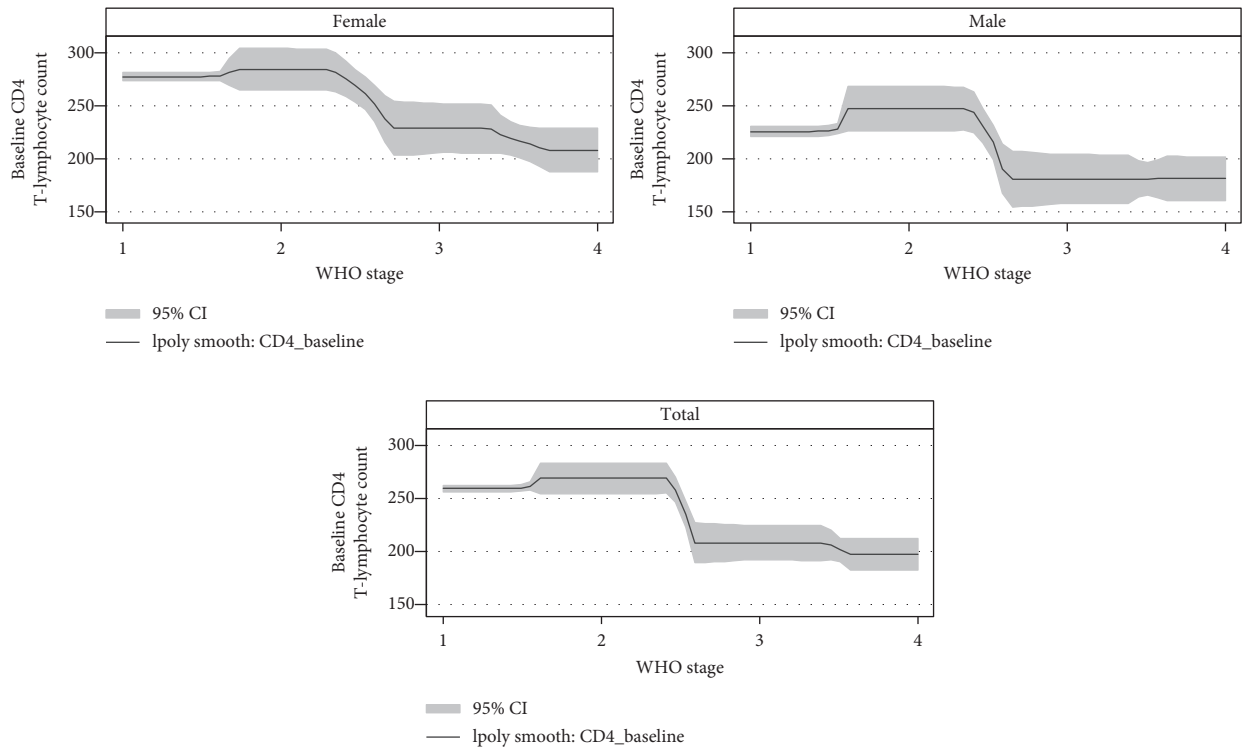 Female
300
250
200
150
Baseline CD4
T-lymphocyte count
1 2 3 4
WHO stage
95% CI
lpoly smooth: CD4_baseline
Male
300
250
200
150
Baseline CD4
T-lymphocyte count
1 2 3 4
WHO stage
95% CI
lpoly smooth: CD4_baseline
Total
300
250
200
150
Baseline CD4
T-lymphocyte count
1 2 3 4
WHO stage
95% CI
lpoly smooth: CD4_baseline